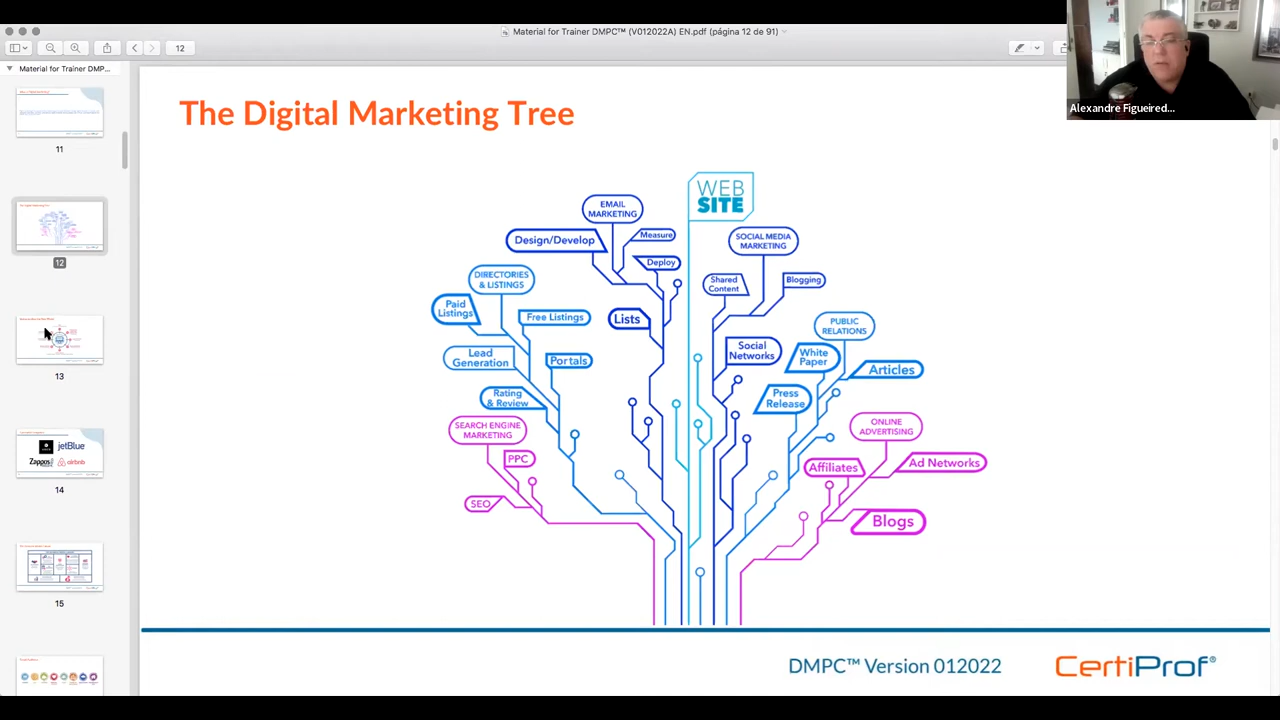 Material for Trainer DMPC™ (V012022A) EN.pdf (página 12 de 91)
12
Material for Trainer DMP...
11
12
13
jetBlue
Zappos
airbnb
14
15
Alexandre Figueired...
The Digital Marketing Tree
WEB
SITE
EMAIL
MARKETING
Design/Develop
Measure
Deploy
Lists
SOCIAL MEDIA
MARKETING
Shared
Content
Blogging
Social
Networks
DIRECTORIES
& LISTINGS
Paid
Listings
Free Listings
Lead
Generation
Portals
Rating
& Review
PUBLIC
RELATIONS
White
Paper
Articles
Press
Release
SEARCH ENGINE
MARKETING
PPC
SEO
ONLINE
ADVERTISING
Affiliates
Ad Networks
Blogs
DMPC™ Version 012022
CertiProf®